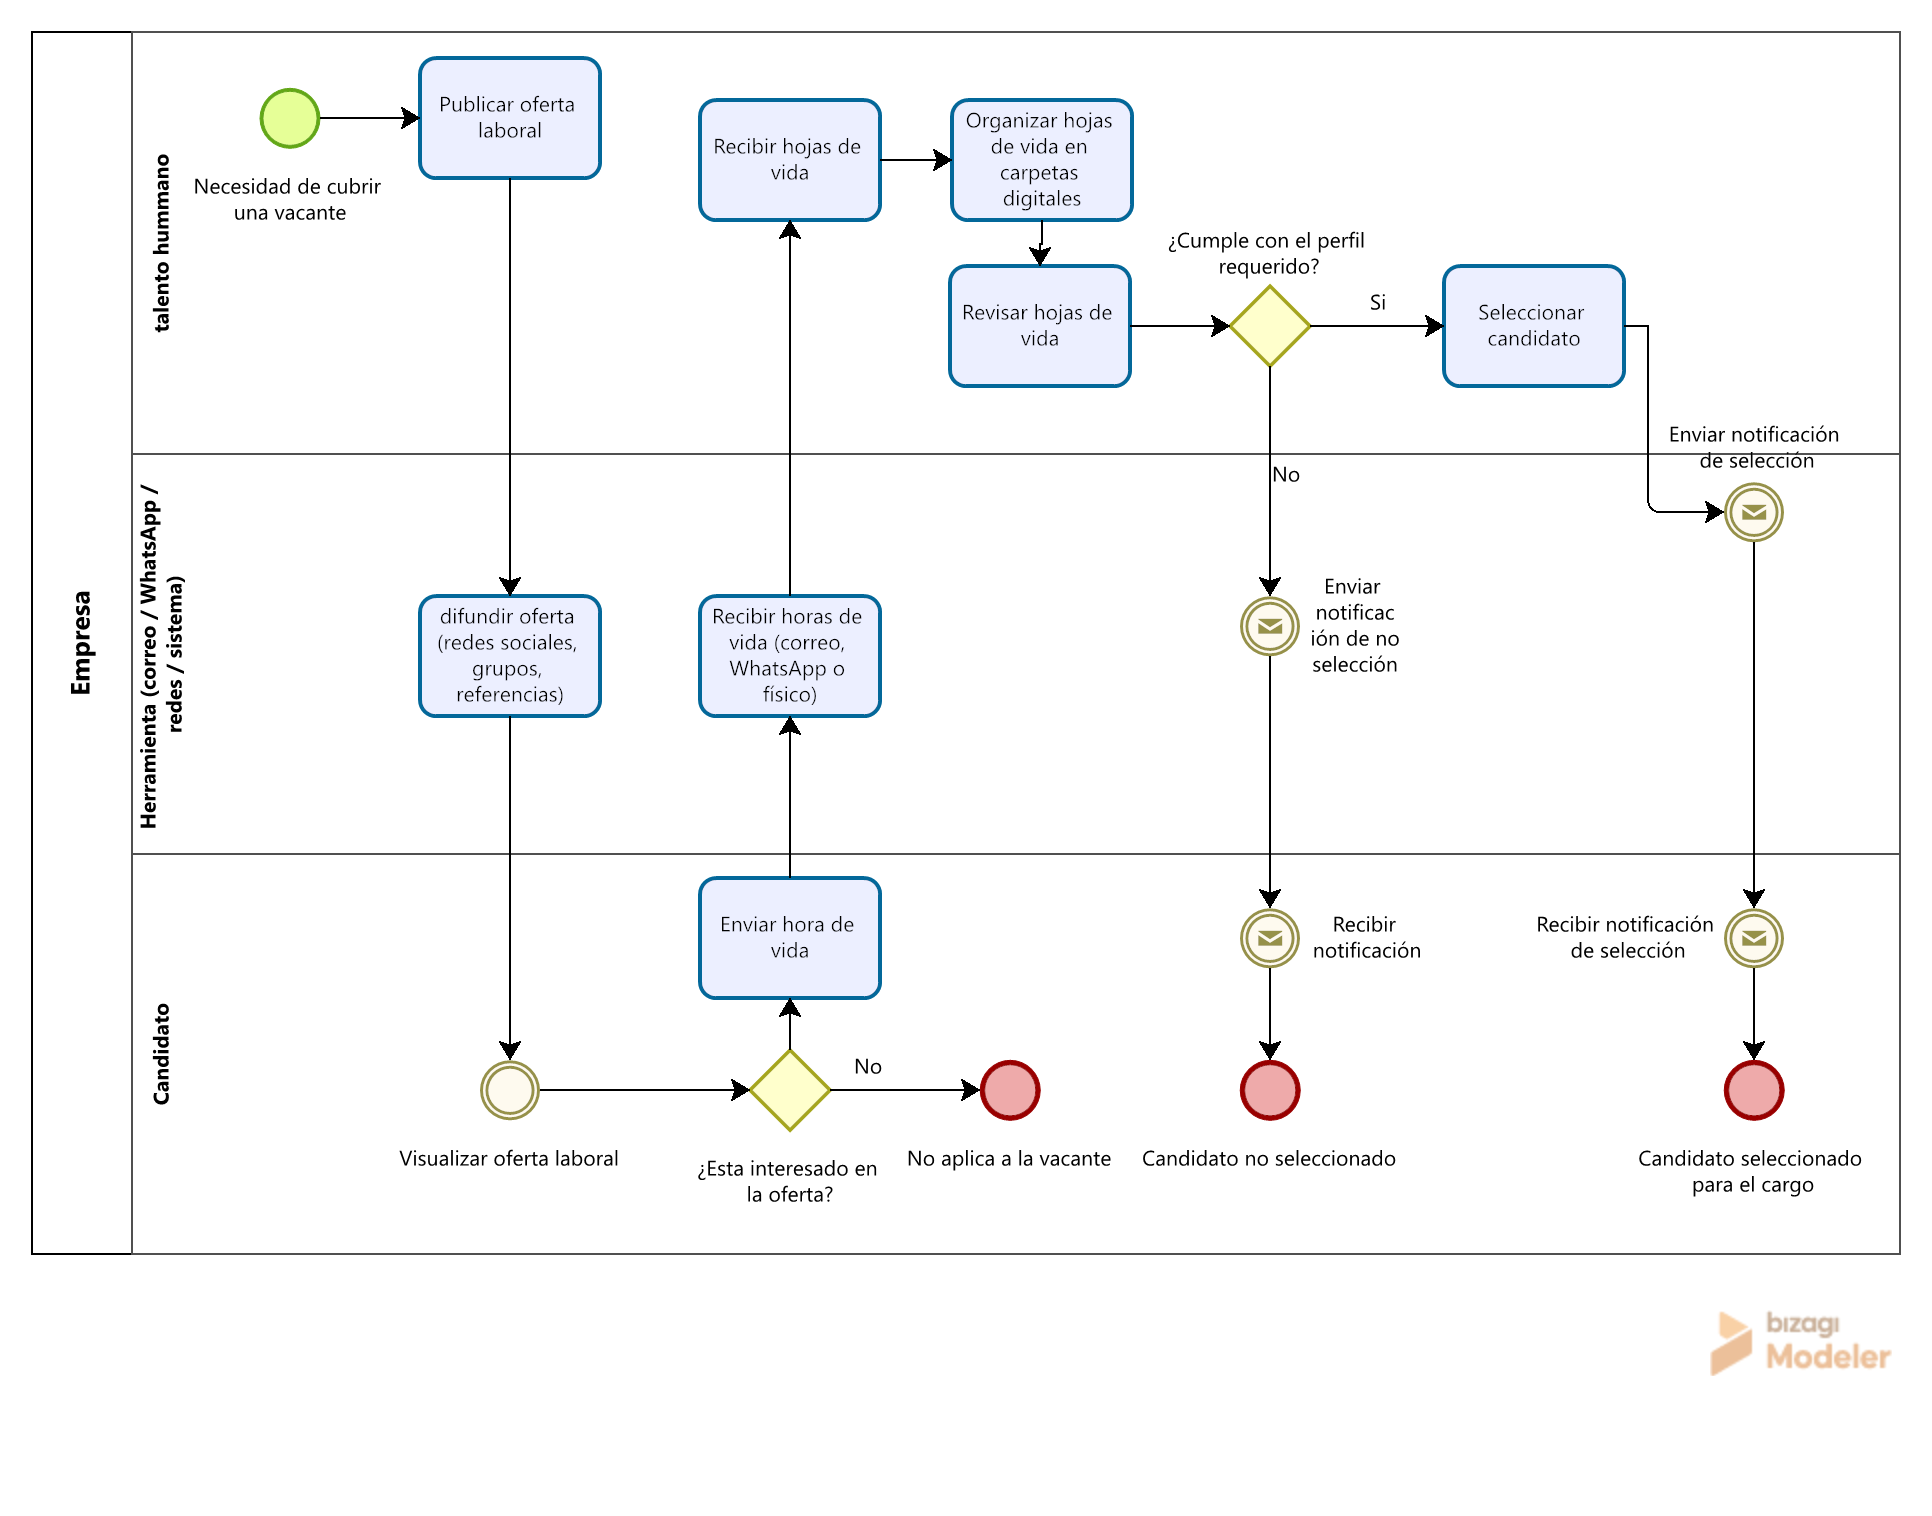 Empresa
talento hummano
Necesidad de cubrir
una vacante
Publicar oferta
laboral
Recibir hojas de
vida
Organizar hojas
de vida en
carpetas
digitales
Revisar hojas de
vida
¿Cumple con el perfil
requerido?
Si
Seleccionar
candidato
Herramienta (correo / WhatsApp /
redes / sistema)
difundir oferta
(redes sociales,
grupos,
referencias)
Recibir horas de
vida (correo,
WhatsApp o
físico)
No
Enviar
notificac
ión de no
selección
Enviar notificación
de selección
Candidato
Visualizar oferta laboral
Enviar hora de
vida
¿Esta interesado en
la oferta?
No
No aplica a la vacante
Recibir
notificación
Candidato no seleccionado
Recibir notificación
de selección
Candidato seleccionado
para el cargo
bizagi
Modeler